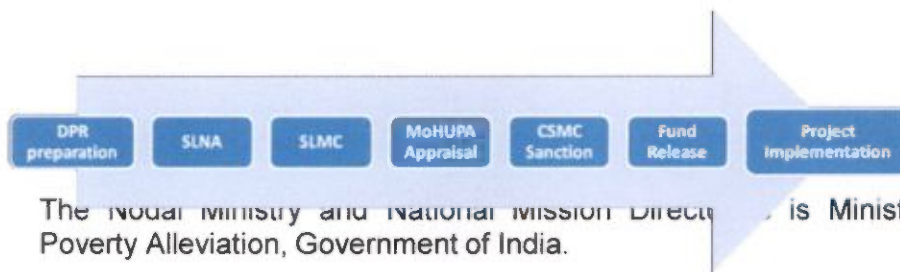 DPR
preparation
SLNA
SLMC
MoHUPA
Appraisal
CSMC
Sanction
Fund
Release
Project
Implementation
The Nodal Ministry and National Mission is
Poverty Alleviation, Government of India.